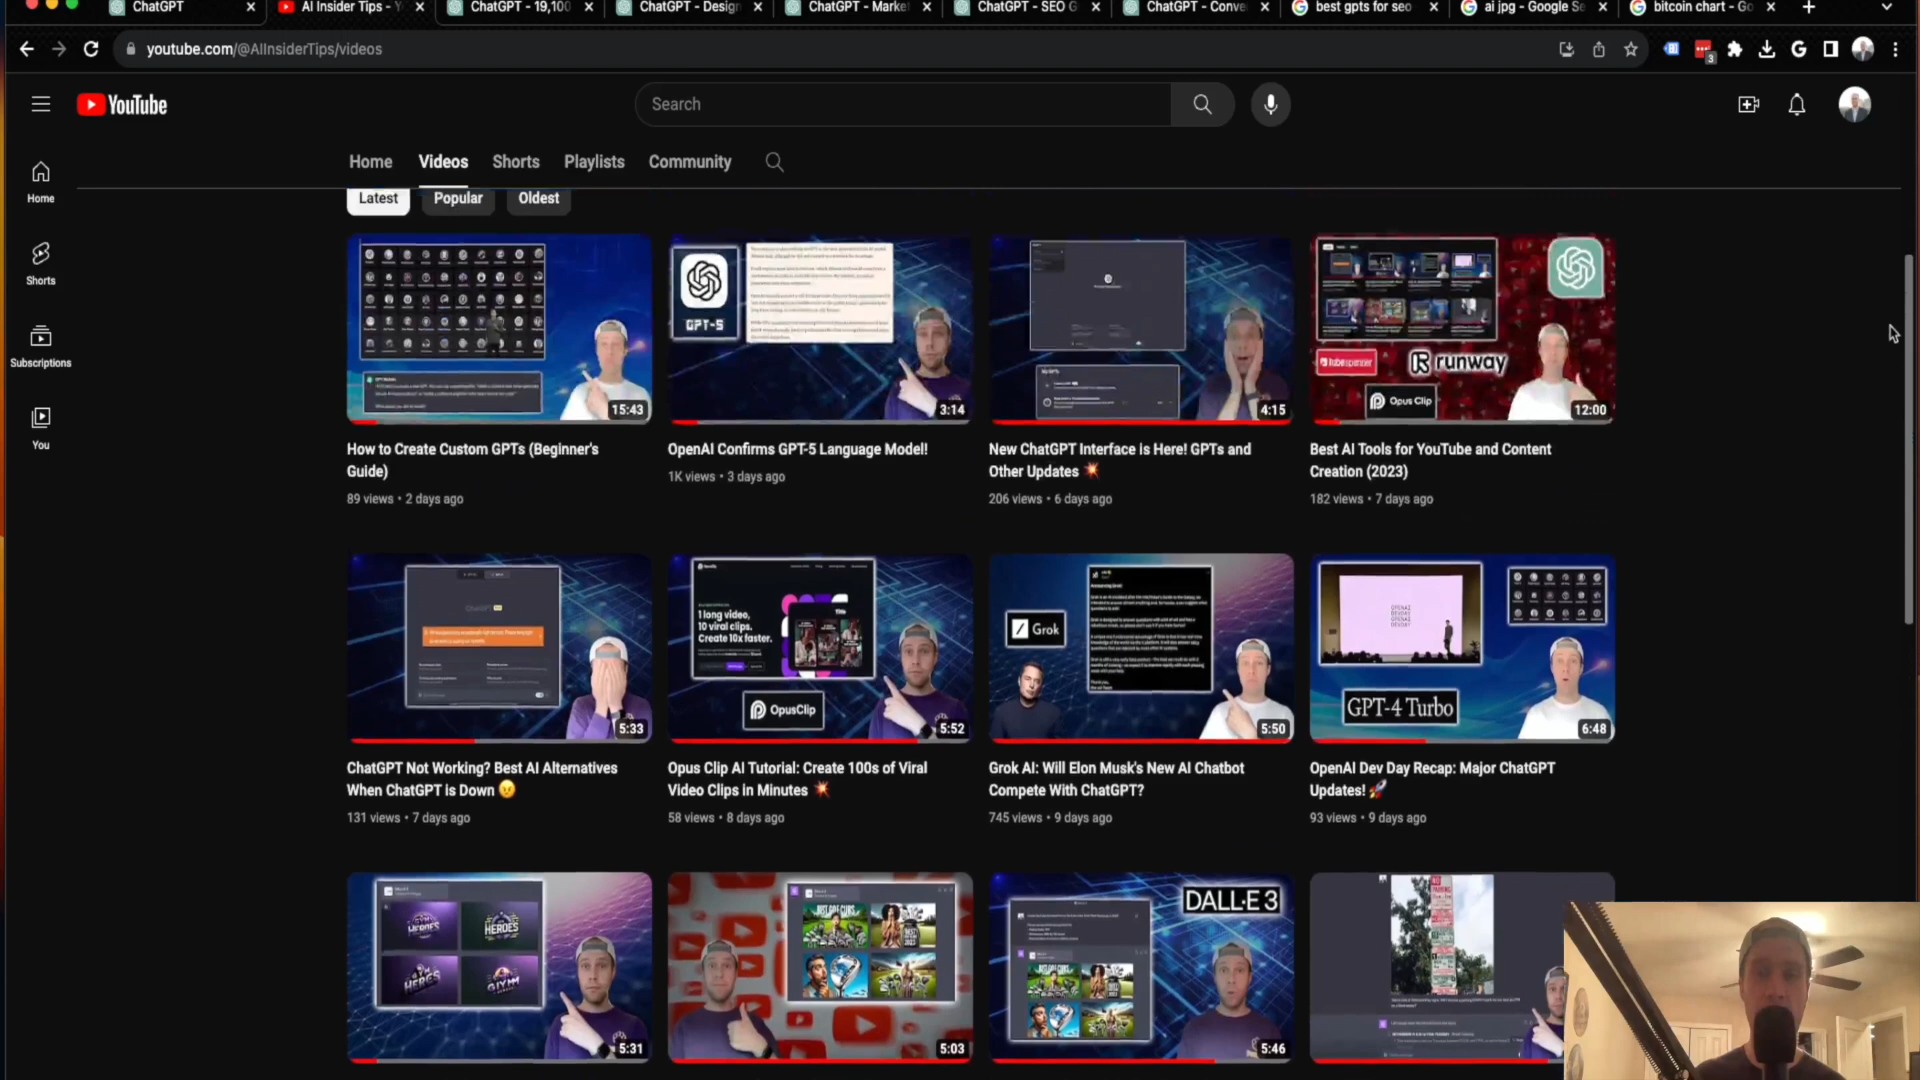 ChatGPT
AI Insider Tips - Y
ChatGPT - 19,100
ChatGPT - Design
ChatGPT - Market
ChatGPT - SEO G
ChatGPT - Conve
best gpts for seo
ai jpg - Google Se
bitcoin chart - Go
youtube.com/@AIInsiderTips/videos
3
YouTube
Search
Home
Videos
Shorts
Playlists
Community
Home
Shorts
Subscriptions
You
Latest
Popular
Oldest
15:43
GPT-5
3:14
4:15
runway
Opus Clip
12:00
How to Create Custom GPTs (Beginner's
Guide)
89 views • 2 days ago
OpenAI Confirms GPT-5 Language Model!
1K views • 3 days ago
New ChatGPT Interface is Here! GPTs and
Other Updates 💥
206 views • 6 days ago
Best AI Tools for YouTube and Content
Creation (2023)
182 views • 7 days ago
ChatGPT
5:33
1 long video,
10 viral clips.
Create 10x faster.
Title
OpusClip
5:52
Grok
5:50
GPT-4 Turbo
6:48
ChatGPT Not Working? Best AI Alternatives
When ChatGPT is Down 😠
131 views • 7 days ago
Opus Clip AI Tutorial: Create 100s of Viral
Video Clips in Minutes 💥
58 views • 8 days ago
Grok AI: Will Elon Musk's New AI Chatbot
Compete With ChatGPT?
745 views • 9 days ago
OpenAI Dev Day Recap: Major ChatGPT
Updates! 🚀
93 views • 9 days ago
HEROES
5:31
5:03
DALL·E 3
5:46